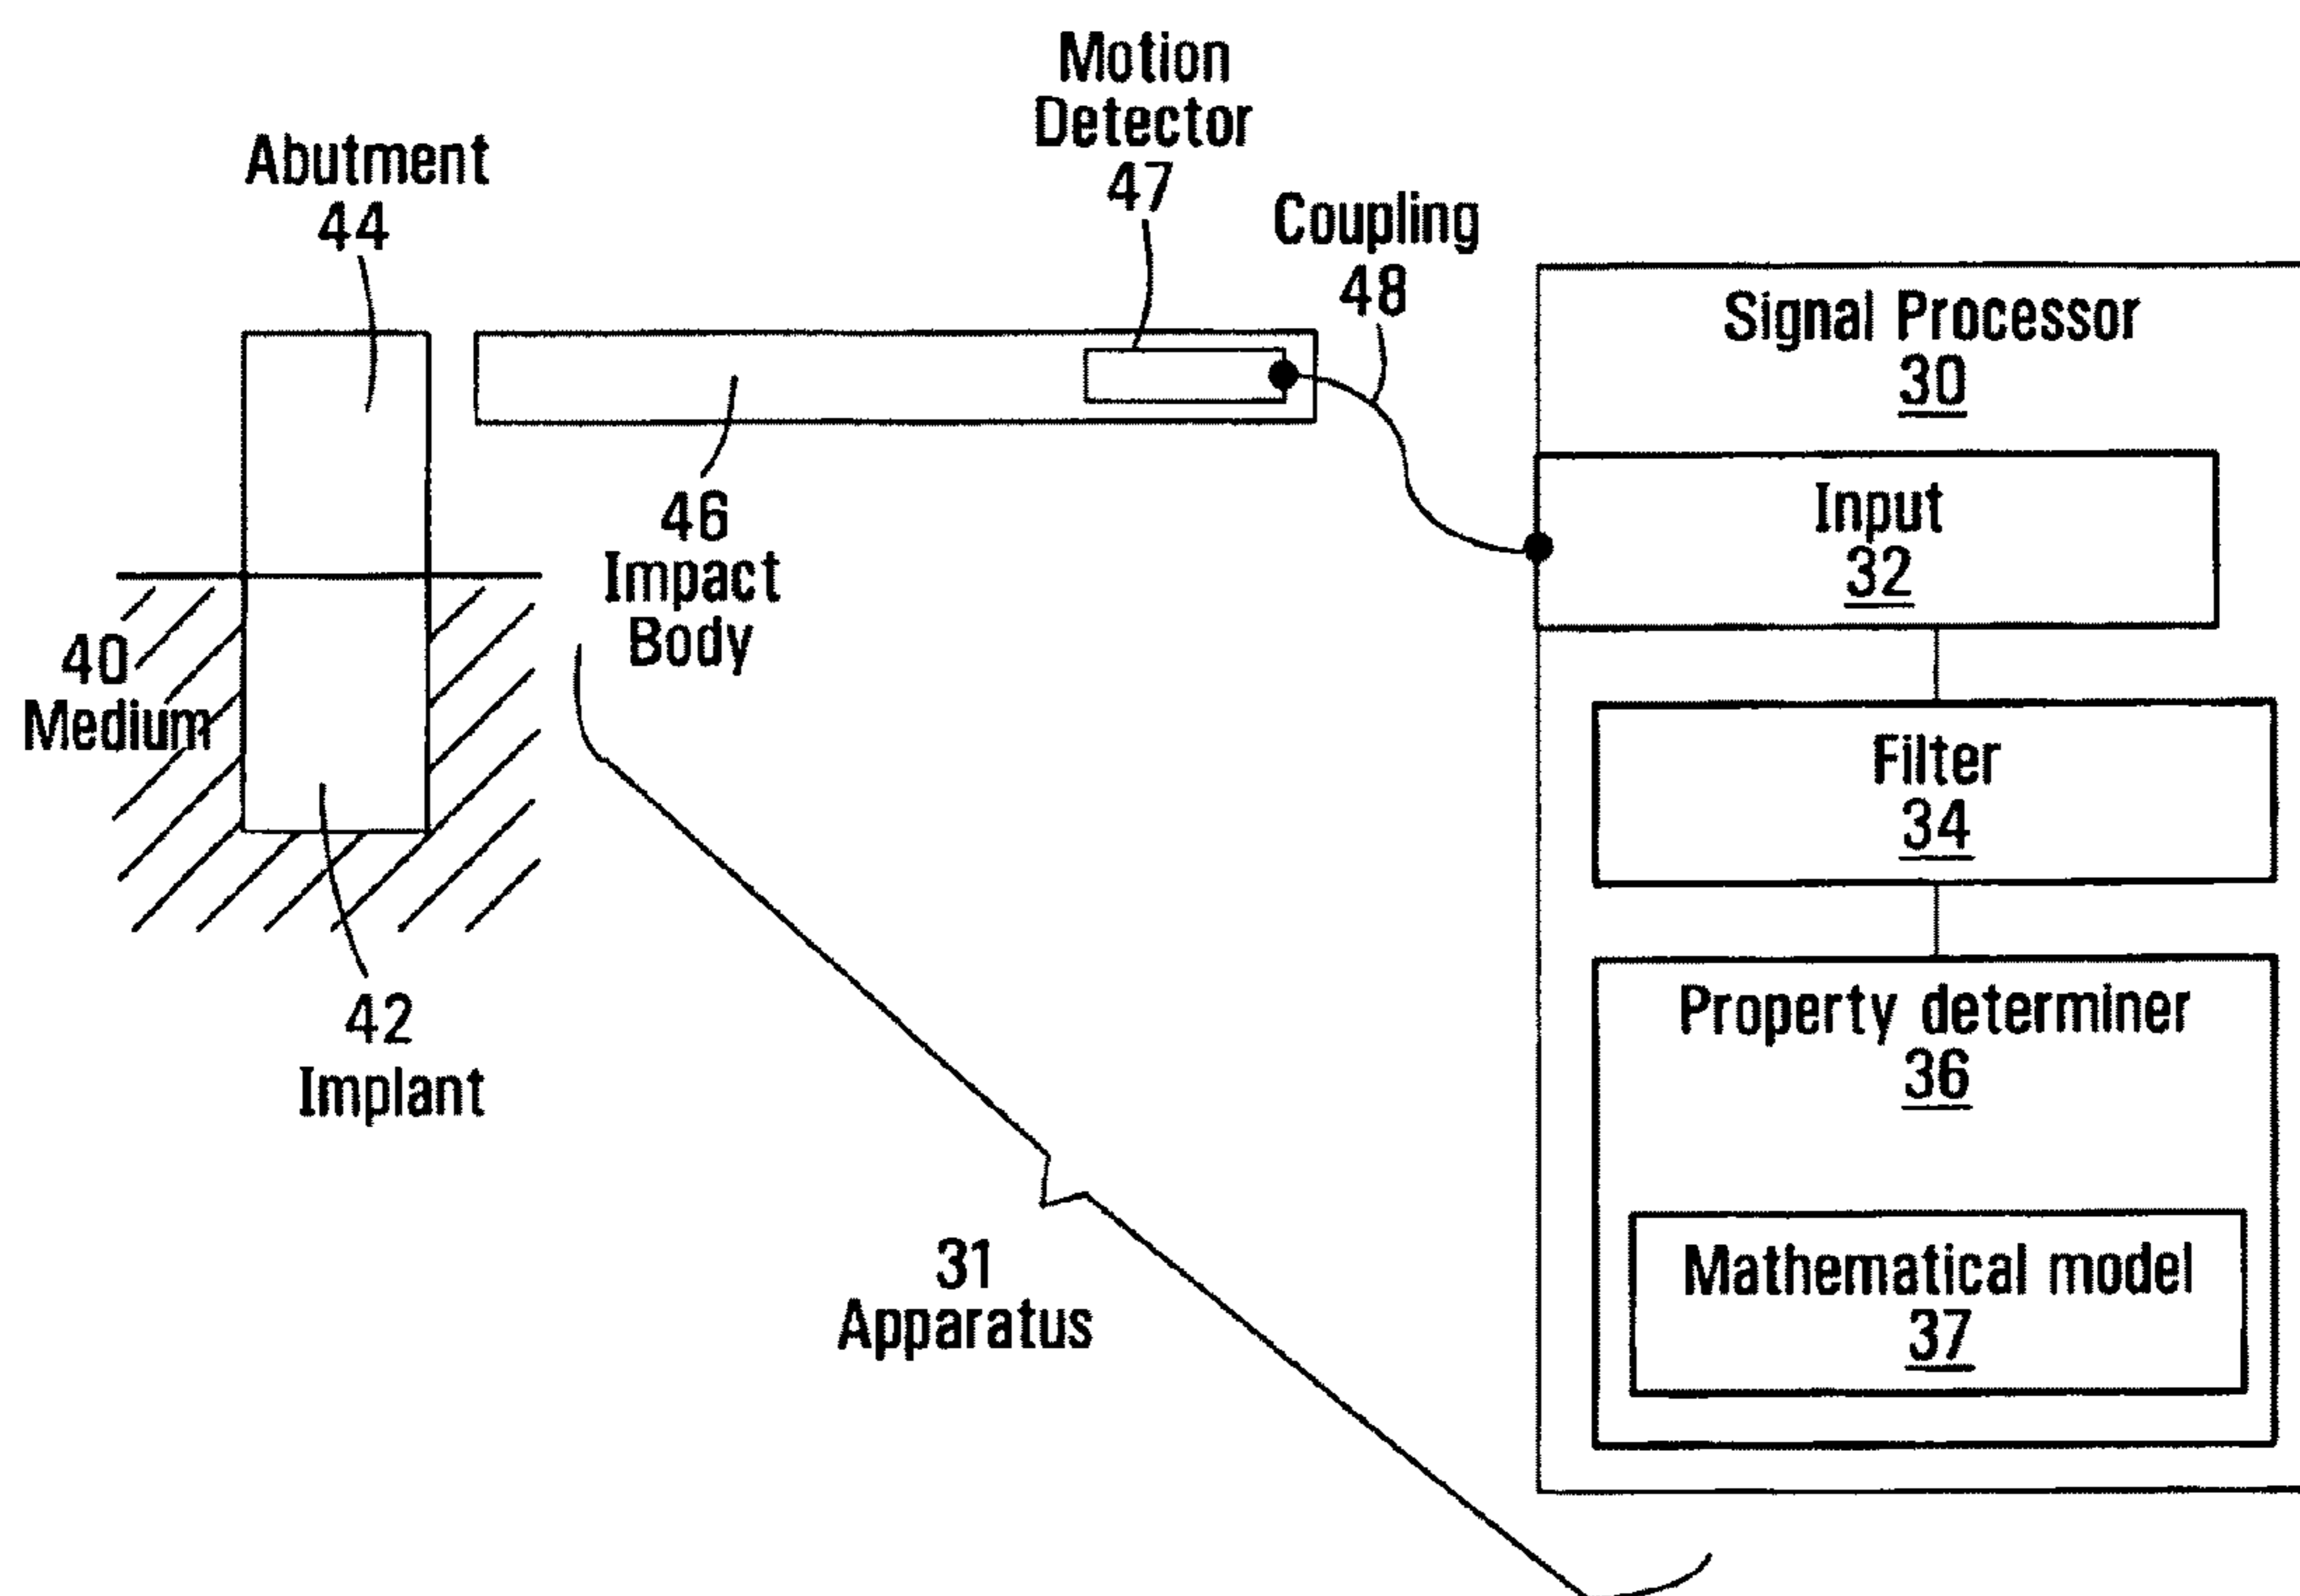 Motion
Detector
47
Abutment
44
Coupling
48
Signal Processor
30
46
Impact
Body
Input
32
40
Medium
Filter
34
42
Implant
Property determiner
36
31
Apparatus
Mathematical model
37